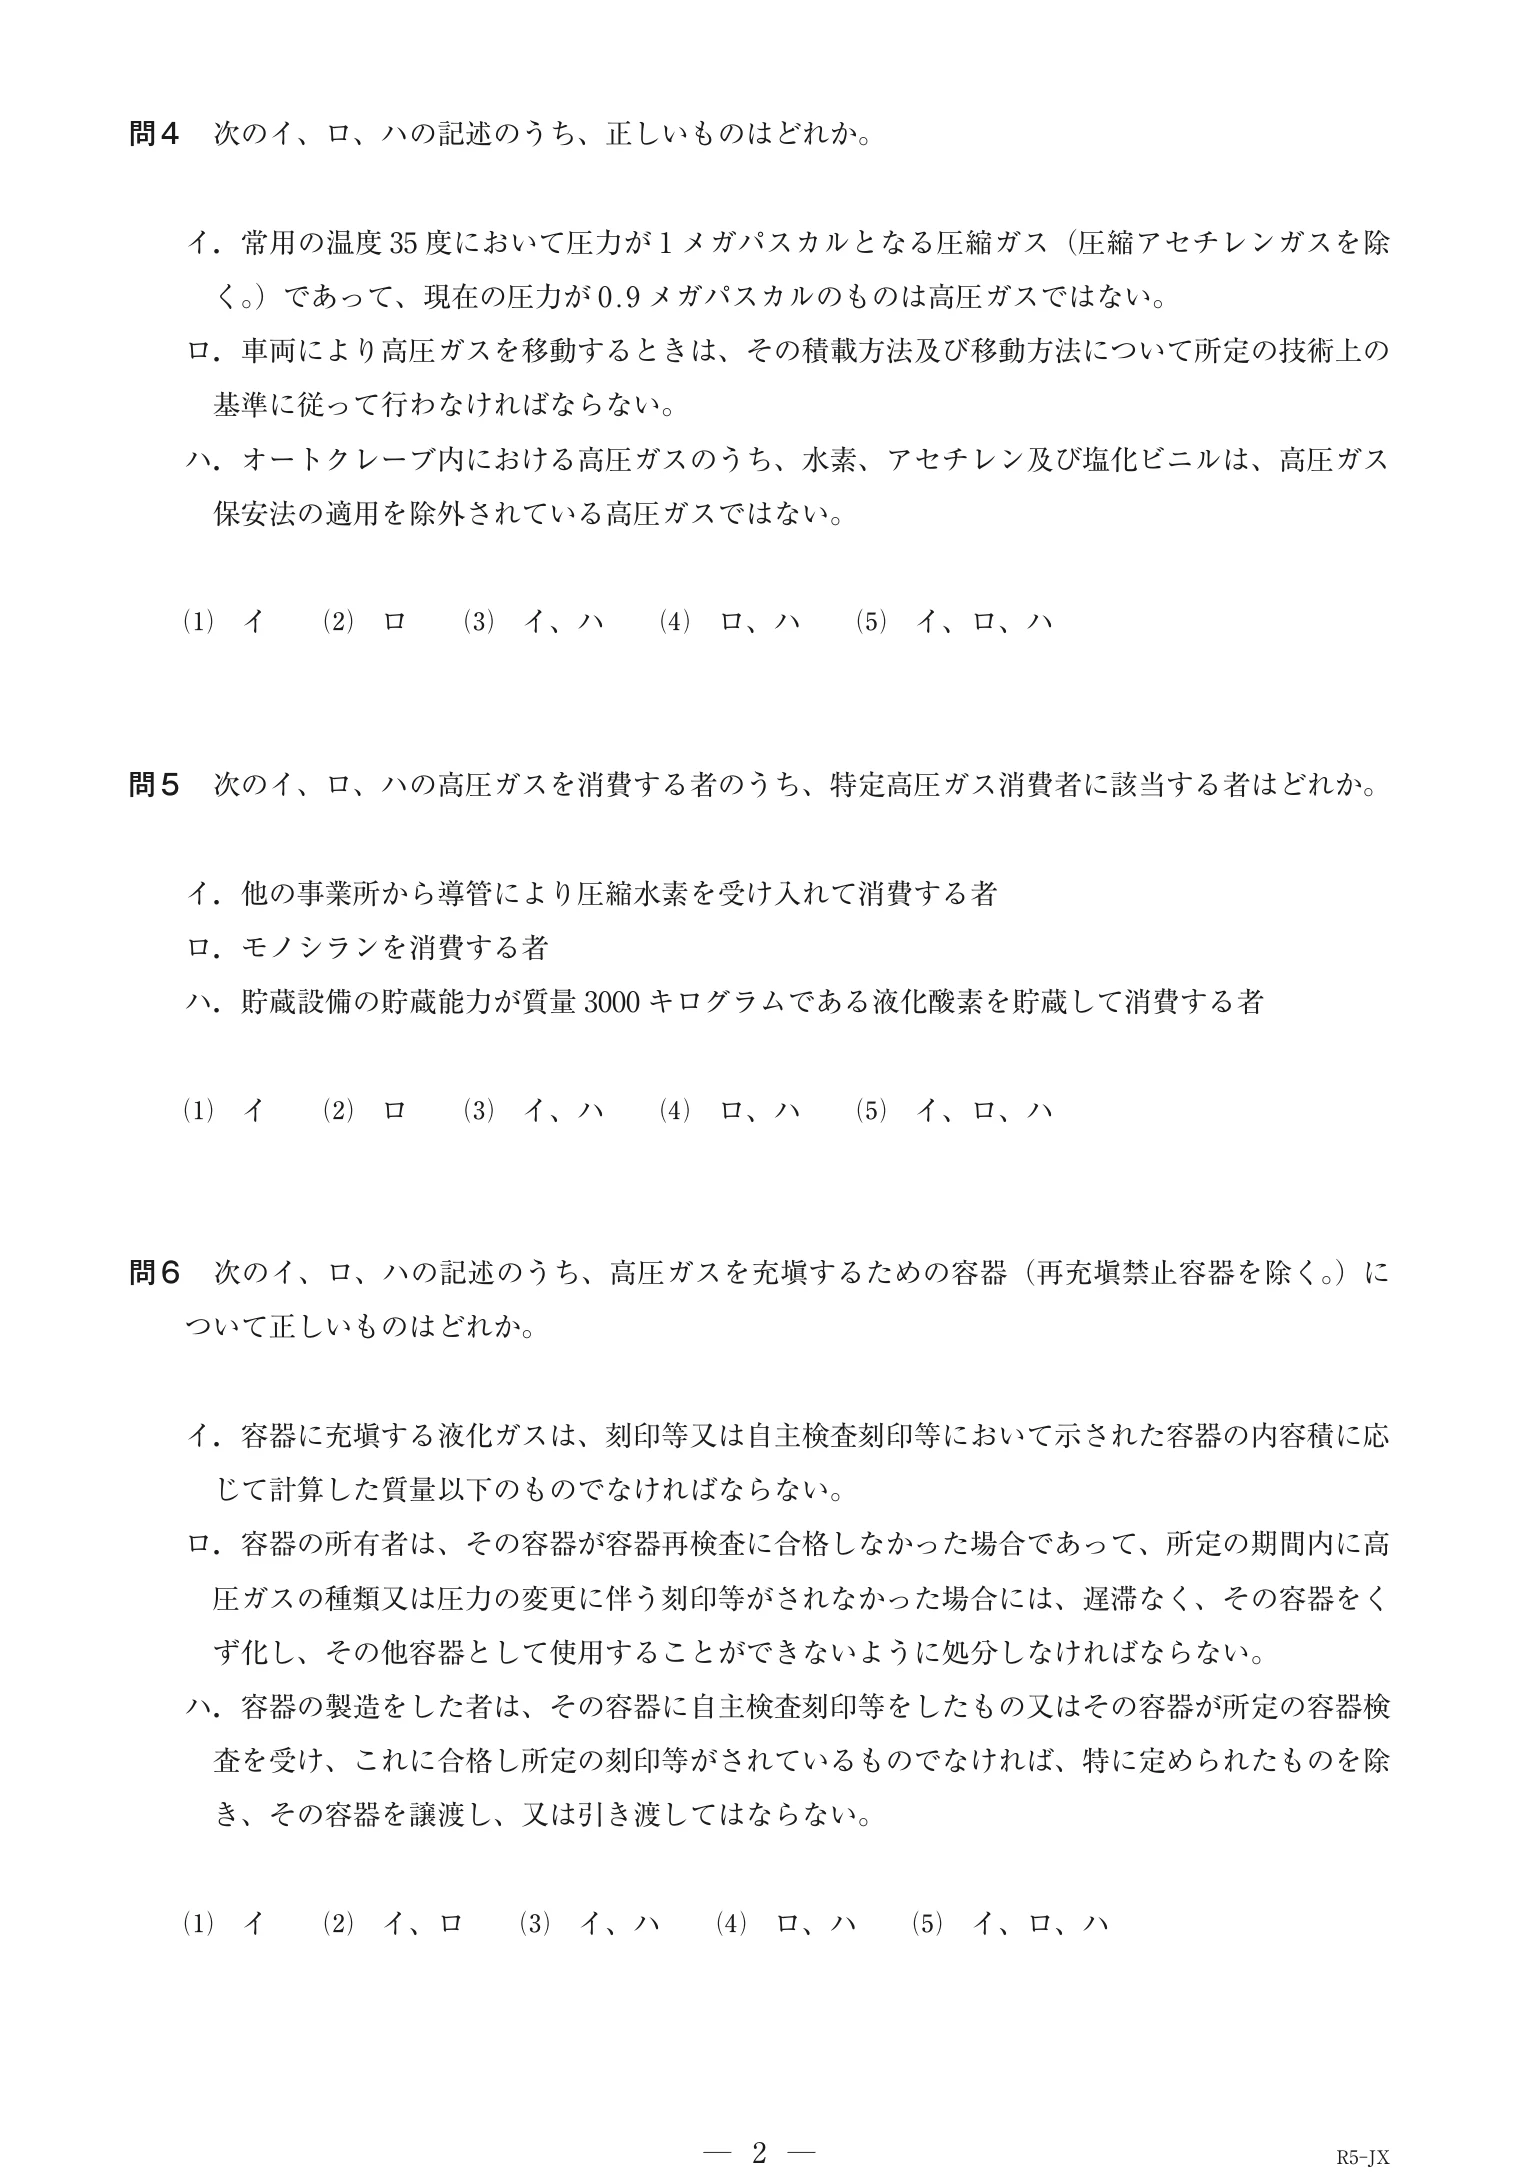 問4　次のイ、ロ、ハの記述のうち、正しいものはどれか。
イ．常用の温度 35 度において圧力が 1 メガパスカルとなる圧縮ガス（圧縮アセチレンガスを除
く。）であって、現在の圧力が 0.9 メガパスカルのものは高圧ガスではない。
ロ．車両により高圧ガスを移動するときは、その積載方法及び移動方法について所定の技術上の
基準に従って行わなければならない。
ハ．オートクレーブ内における高圧ガスのうち、水素、アセチレン及び塩化ビニルは、高圧ガス
保安法の適用を除外されている高圧ガスではない。
(1)　イ　　(2)　ロ　　(3)　イ、ハ　　(4)　ロ、ハ　　(5)　イ、ロ、ハ
問5　次のイ、ロ、ハの高圧ガスを消費する者のうち、特定高圧ガス消費者に該当する者はどれか。
イ．他の事業所から導管により圧縮水素を受け入れて消費する者
ロ．モノシランを消費する者
ハ．貯蔵設備の貯蔵能力が質量 3000 キログラムである液化酸素を貯蔵して消費する者
(1)　イ　　(2)　ロ　　(3)　イ、ハ　　(4)　ロ、ハ　　(5)　イ、ロ、ハ
問6　次のイ、ロ、ハの記述のうち、高圧ガスを充塡するための容器（再充塡禁止容器を除く。）に
ついて正しいものはどれか。
イ．容器に充塡する液化ガスは、刻印等又は自主検査刻印等において示された容器の内容積に応
じて計算した質量以下のものでなければならない。
ロ．容器の所有者は、その容器が容器再検査に合格しなかった場合であって、所定の期間内に高
圧ガスの種類又は圧力の変更に伴う刻印等がされなかった場合には、遅滞なく、その容器をく
ず化し、その他容器として使用することができないように処分しなければならない。
ハ．容器の製造をした者は、その容器に自主検査刻印等をしたもの又はその容器が所定の容器検
査を受け、これに合格し所定の刻印等がされているものでなければ、特に定められたものを除
き、その容器を譲渡し、又は引き渡してはならない。
(1)　イ　　(2)　イ、ロ　　(3)　イ、ハ　　(4)　ロ、ハ　　(5)　イ、ロ、ハ
— 2 —
R5-JX